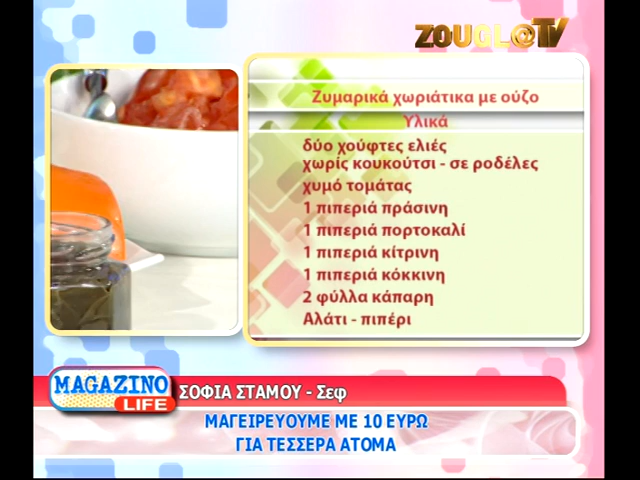 ZOUGL@TV
Ζυμαρικά χωριάτικα με ούζο
Υλικά
δύο χούφτες ελιές
χωρίς κουκούτσι - σε ροδέλες
χυμό τομάτας
1 πιπεριά πράσινη
1 πιπεριά πορτοκαλί
1 πιπεριά κίτρινη
1 πιπεριά κόκκινη
2 φύλλα κάπαρη
Αλάτι - πιπέρι
MAGAZINO
LIFE
ΣΟΦΙΑ ΣΤΑΜΟΥ - Σεφ
ΜΑΓΕΙΡΕΥΟΥΜΕ ΜΕ 10 ΕΥΡΩ
ΓΙΑ ΤΕΣΣΕΡΑ ΑΤΟΜΑ